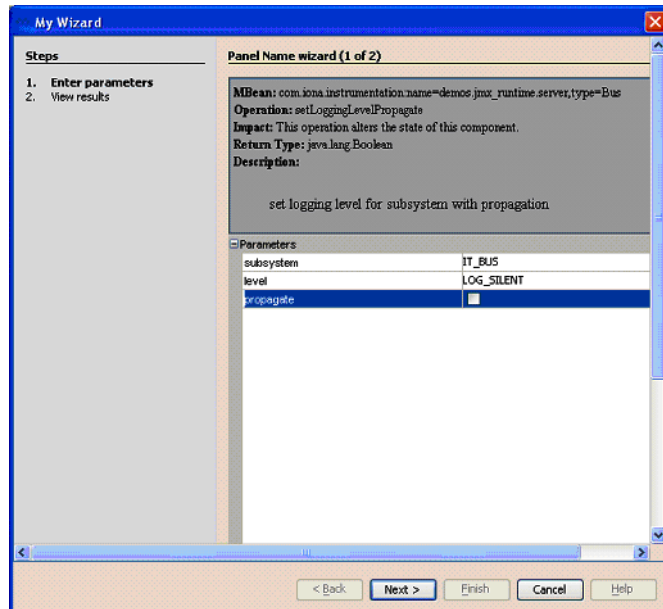 My Wizard
Steps
1. Enter parameters
2. View results
Panel Name wizard (1 of 2)
MBean: com.iona.instrumentation:name=demos.jmx_runtime.server,type=Bus
Operation: setLoggingLevelPropagate
Impact: This operation alters the state of this component.
Return Type: java.lang.Boolean
Description:
set logging level for subsystem with propagation
Parameters
subsystem IT_BUS
level LOG_SILENT
propagate
< Back Next > Finish Cancel Help